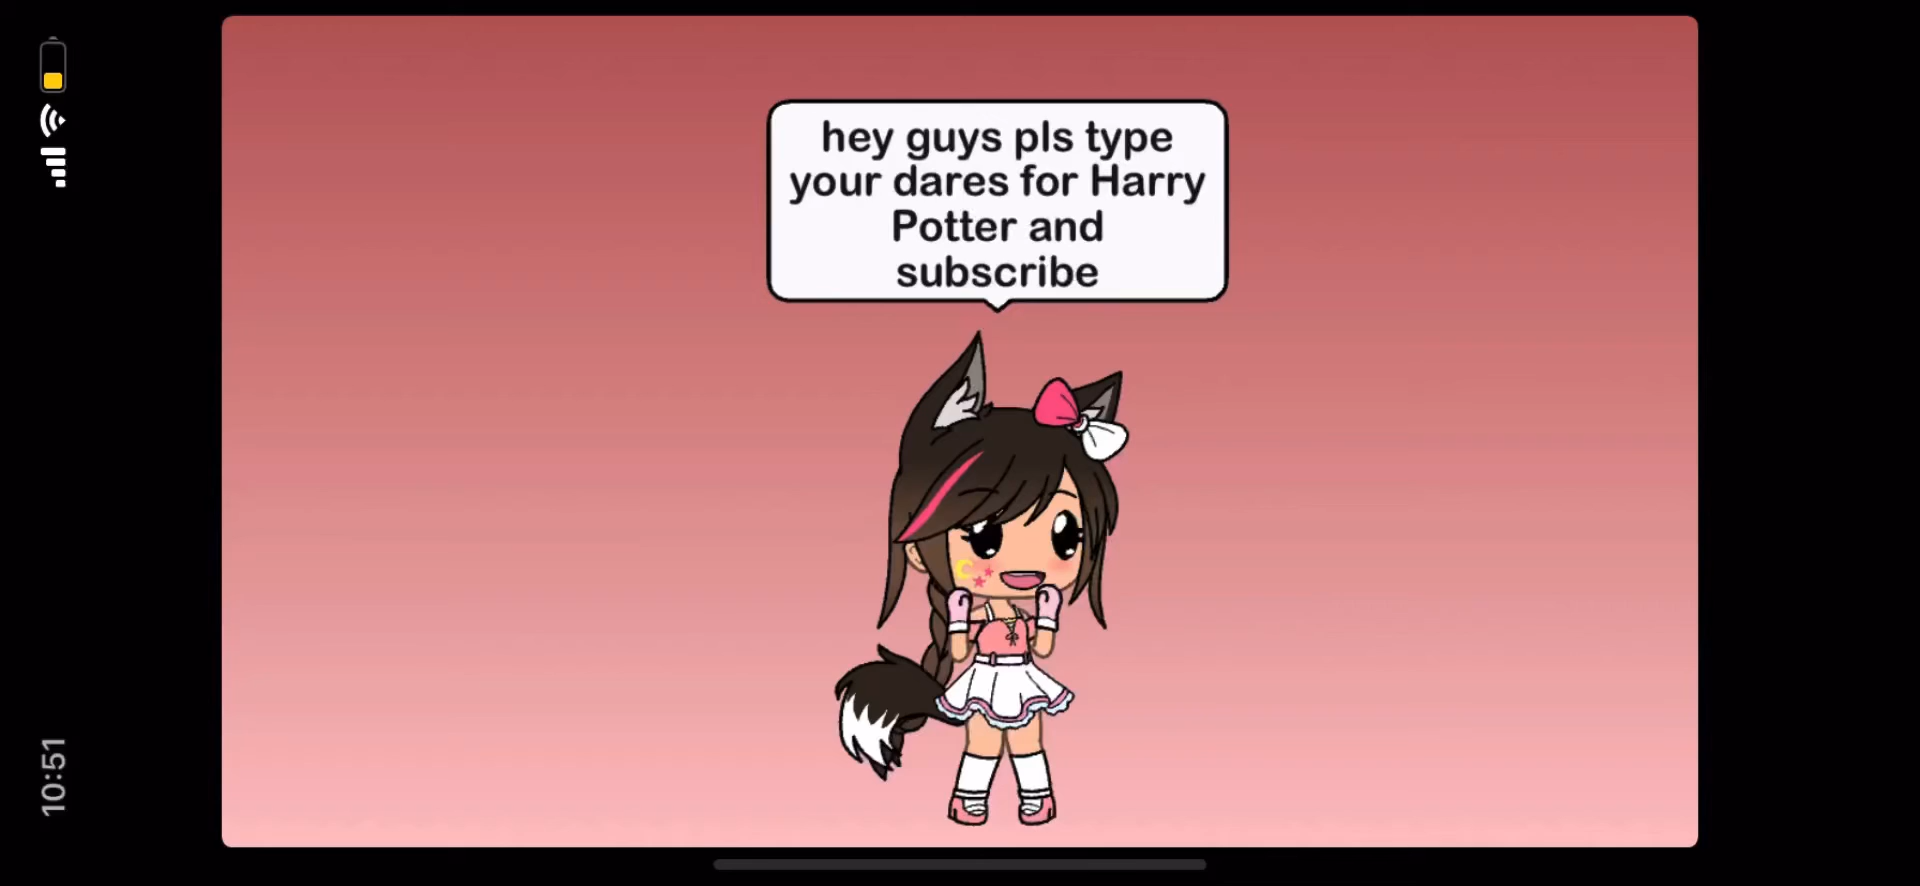 hey guys pls type
your dares for Harry
Potter and
subscribe
10:51